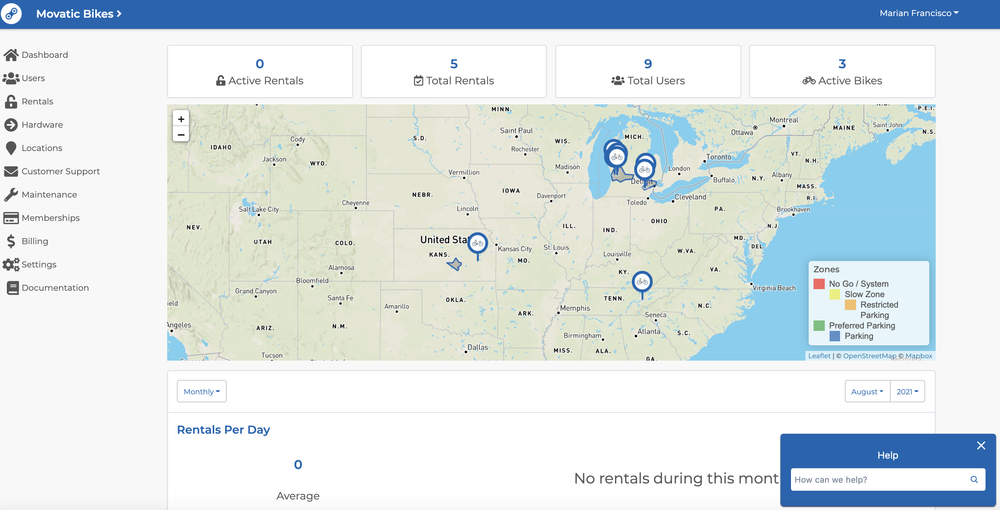 Movatic Bikes
Marian Francisco
Dashboard
Users
Rentals
Hardware
Locations
Customer Support
Maintenance
Memberships
Billing
Settings
Documentation
0
Active Rentals
5
Total Rentals
9
Total Users
3
Active Bikes
+
−
MINN.
P.E.I.
Montreal
Saint John
MAINE
Ottawa
N.S.
Saint Paul
S.D.
Cody
WIS.
MICH.
IDAHO
Rochester
Toronto
VT.
N.H.
Jackson
WYO.
Madison
London
Vermillion
Albany
N.Y.
Buffalo
Detroit
MASS.
IOWA
NEBR.
Davenport
Cleveland
R.I.
Cheyenne
Toledo
Salt Lake City
Lincoln
PA.
Brookhaven
OHIO
NEV.
ILL.
IND.
N.J.
United Sta
UTAH
COLO.
MD.
DEL.
Kansas City
St. Louis
KANS.
Louisville
W.VA.
MO.
Alamosa
KY.
VA.
Bloomfield
Grand Canyon
Virginia Beach
Santa Fe
OKLA.
TENN.
ield
Amarillo
Memphis
N.C.
ARK.
Seneca
Angeles
ARIZ.
N.M.
Birmingham
Atlanta
S.C.
Dallas
MISS.
ALA.
Tucson
GA.
Zones
No Go / System
Slow Zone
Restricted
Parking
Preferred Parking
Parking
Leaflet | © OpenStreetMap © Mapbox
Bermuda
Monthly
August
2021
Rentals Per Day
0
Average
No rentals during this mont
Help
How can we help?